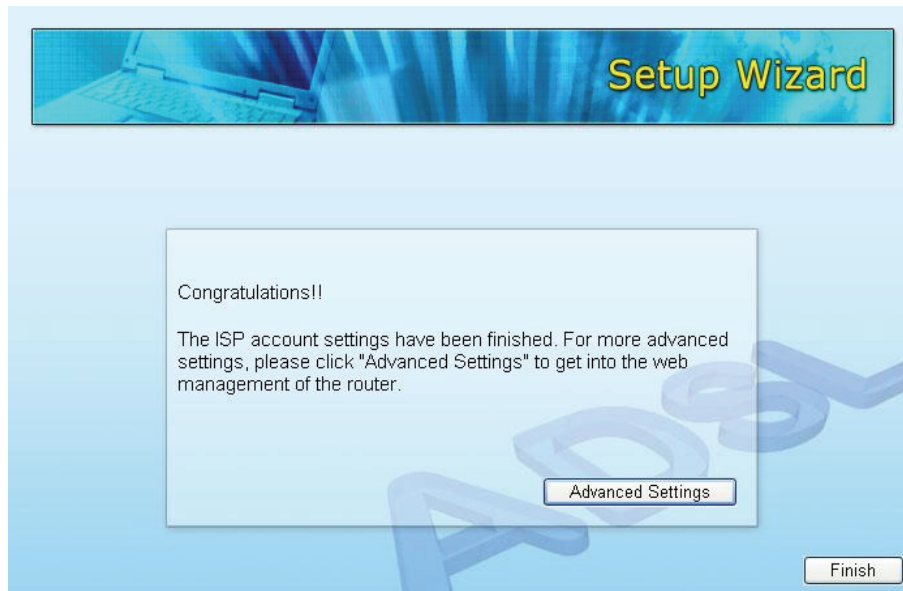 Setup Wizard
Congratulations!!
The ISP account settings have been finished. For more advanced
settings, please click "Advanced Settings" to get into the web
management of the router.
ADSL
Advanced Settings
Finish